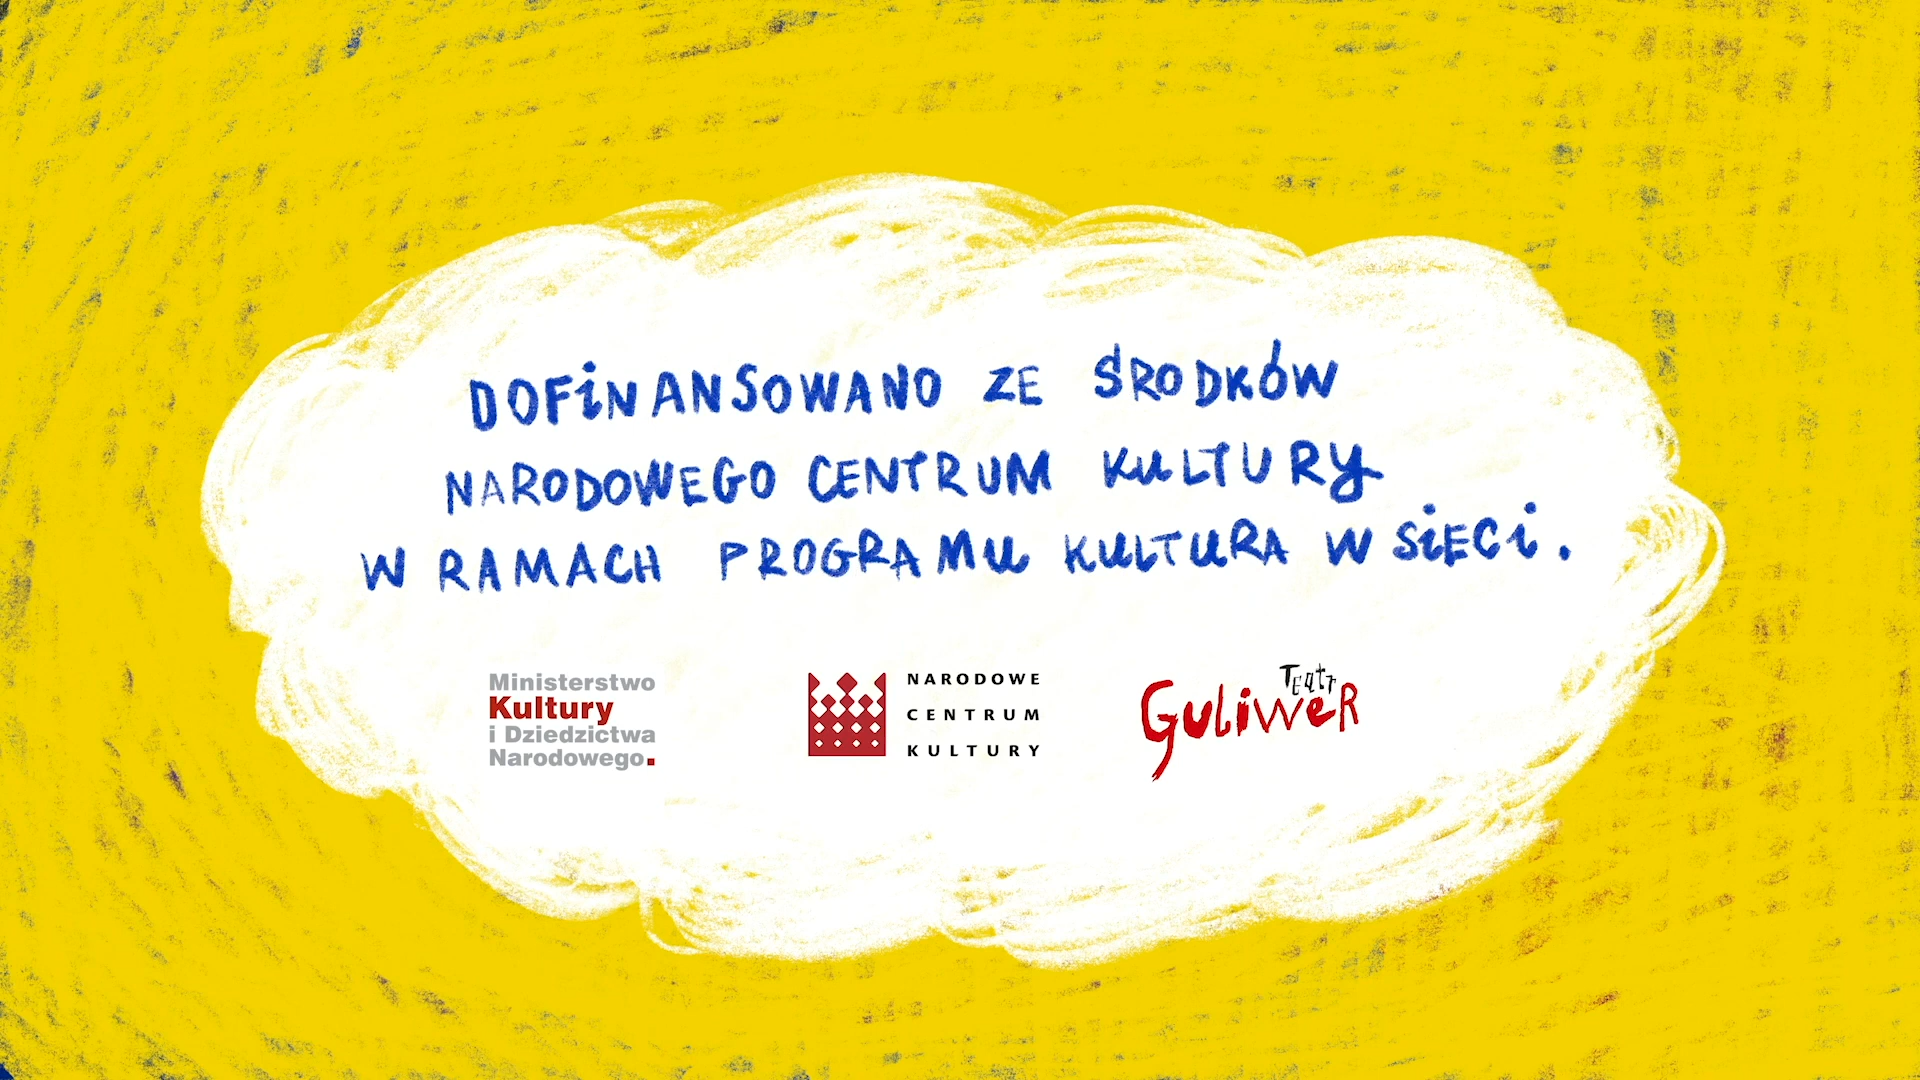 DOFiNANSOWANO ZE ŚRODKÓW
NARODOWEGO CENTRUM KULTURY
W RAMACH PROGRAMU KULTURA W SiECi.
Ministerstwo
Kultury
i Dziedzictwa
Narodowego.
NARODOWE
CENTRUM
KULTURY
Teatr
GuliweR